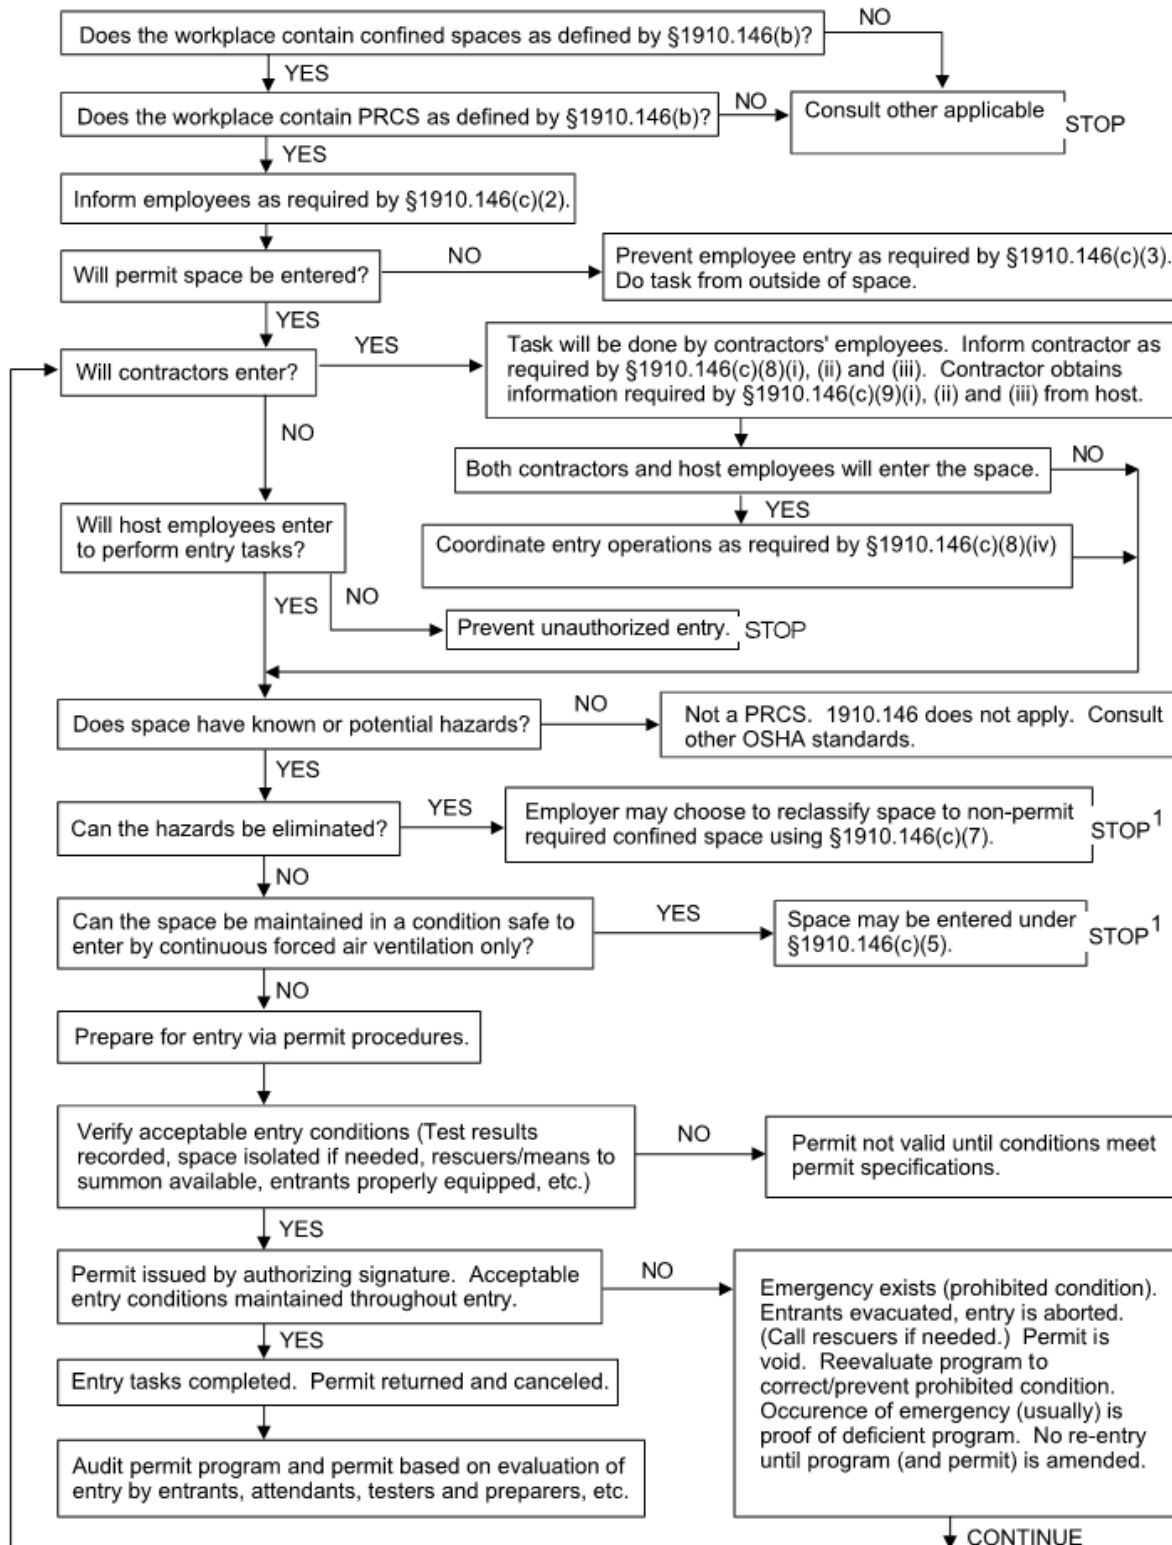 NO
Does the workplace contain confined spaces as defined by §1910.146(b)?
YES
Does the workplace contain PRCS as defined by §1910.146(b)?
NO
Consult other applicable
STOP
YES
Inform employees as required by §1910.146(c)(2).
Will permit space be entered?
NO
Prevent employee entry as required by §1910.146(c)(3).
Do task from outside of space.
YES
Will contractors enter?
YES
Task will be done by contractors' employees. Inform contractor as
required by §1910.146(c)(8)(i), (ii) and (iii). Contractor obtains
information required by §1910.146(c)(9)(i), (ii) and (iii) from host.
NO
Both contractors and host employees will enter the space.
NO
YES
Will host employees enter
to perform entry tasks?
Coordinate entry operations as required by §1910.146(c)(8)(iv)
YES
NO
Prevent unauthorized entry.
STOP
Does space have known or potential hazards?
NO
Not a PRCS. 1910.146 does not apply. Consult
other OSHA standards.
YES
Can the hazards be eliminated?
YES
Employer may choose to reclassify space to non-permit
required confined space using §1910.146(c)(7).
STOP1
NO
Can the space be maintained in a condition safe to
enter by continuous forced air ventilation only?
YES
Space may be entered under
§1910.146(c)(5).
STOP1
NO
Prepare for entry via permit procedures.
Verify acceptable entry conditions (Test results
recorded, space isolated if needed, rescuers/means to
summon available, entrants properly equipped, etc.)
NO
Permit not valid until conditions meet
permit specifications.
YES
Permit issued by authorizing signature. Acceptable
entry conditions maintained throughout entry.
NO
Emergency exists (prohibited condition).
Entrants evacuated, entry is aborted.
(Call rescuers if needed.) Permit is
void. Reevaluate program to
correct/prevent prohibited condition.
Occurence of emergency (usually) is
proof of deficient program. No re-entry
until program (and permit) is amended.
YES
Entry tasks completed. Permit returned and canceled.
Audit permit program and permit based on evaluation of
entry by entrants, attendants, testers and preparers, etc.
CONTINUE